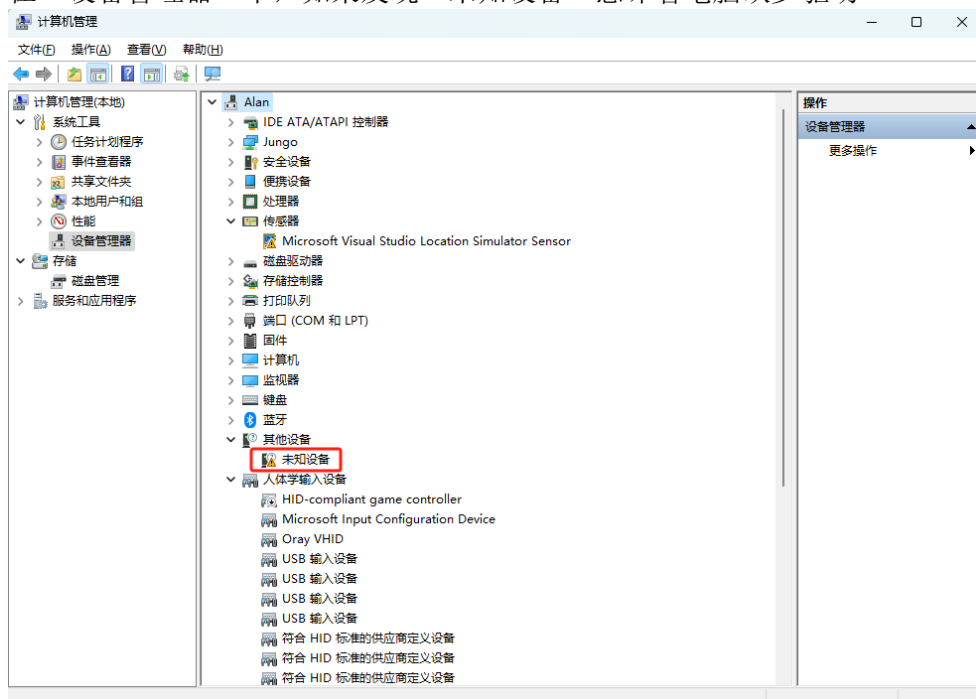 计算机管理
文件(F) 操作(A) 查看(V) 帮助(H)
计算机管理(本地)
系统工具
任务计划程序
事件查看器
共享文件夹
本地用户和组
性能
设备管理器
存储
磁盘管理
服务和应用程序
Alan
IDE ATA/ATAPI 控制器
Jungo
安全设备
便携设备
处理器
传感器
Microsoft Visual Studio Location Simulator Sensor
磁盘驱动器
存储控制器
打印队列
端口 (COM 和 LPT)
固件
计算机
监视器
键盘
蓝牙
其他设备
未知设备
人体学输入设备
HID-compliant game controller
Microsoft Input Configuration Device
Oray VHID
USB 输入设备
USB 输入设备
USB 输入设备
USB 输入设备
符合 HID 标准的供应商定义设备
符合 HID 标准的供应商定义设备
符合 HID 标准的供应商定义设备
操作
设备管理器
更多操作